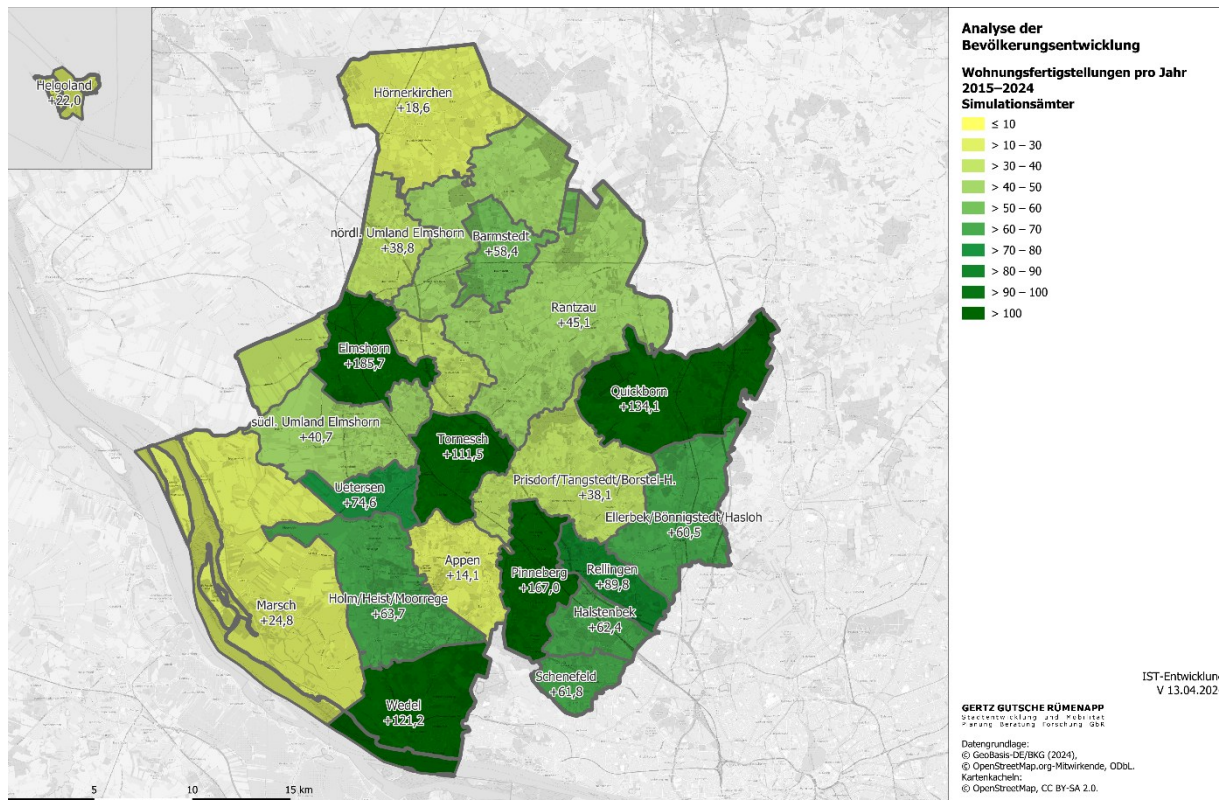 Helgoland
+22,0
Hörnerkirchen
+18,6
nördl. Umland Elmshorn
+38,8
Barmstedt
+58,4
Rantzau
+45,1
Elmshorn
+185,7
Quickborn
+134,1
südl. Umland Elmshorn
+40,7
Tornesch
+111,5
Uetersen
+74,6
Prisdorf/Tangstedt/Borstel-H.
+38,1
Ellerbek/Bönnigstedt/Hasloh
+60,5
Appen
+14,1
Pinneberg
+167,0
Rellingen
+89,8
Marsch
+24,8
Holm/Heist/Moorrege
+63,7
Halstenbek
+62,4
Schenefeld
+61,8
Wedel
+121,2
5 10 15 km
Analyse der
Bevölkerungsentwicklung
Wohnungsfertigstellungen pro Jahr
2015–2024
Simulationsämter
≤ 10
> 10 – 30
> 30 – 40
> 40 – 50
> 50 – 60
> 60 – 70
> 70 – 80
> 80 – 90
> 90 – 100
> 100
IST-Entwicklung
V 13.04.202
GERTZ GUTSCHE RÜMENAPP
Stadtentwicklung und Mobilität
Planung Beratung Forschung GbR
Datengrundlage:
© GeoBasis-DE/BKG (2024),
© OpenStreetMap.org-Mitwirkende, ODbL.
Kartenkacheln:
© OpenStreetMap, CC BY-SA 2.0.